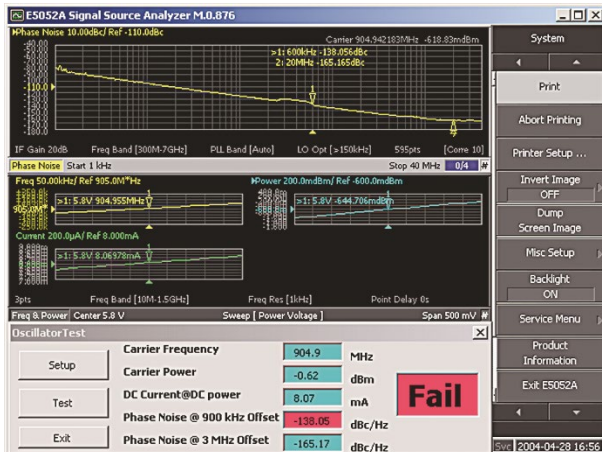 E5052A Signal Source Analyzer M.0.876
Phase Noise 10.00dBc/ Ref -110.0dBc
Carrier 904.942183MHz -618.83mdBm
>1: 600kHz -138.056dBc
2: 20MHz -165.165dBc
-110.0
-180.0
IF Gain 20dB Freq Band [300M-7GHz] PLL Band [Auto] LO Opt [>150kHz] 595pts [Corre 10]
Phase Noise Start 1 kHz Stop 40 MHz 0/4 #
Freq 50.00kHz/ Ref 905.0M*Hz
>1: 5.8V 904.955MHz
Power 200.0mdBm/ Ref -600.0mdBm
>1: 5.8V -644.706mdBm
Current 200.0µA/ Ref 8.000mA
>1: 5.8V 8.06978mA
3pts Freq Band [10M-1.5GHz] Freq Res [1kHz] Point Delay 0s
Freq & Power Center 5.8 V Sweep [ Power Voltage ] Span 500 mV #
OscillatorTest
Setup
Test
Exit
Carrier Frequency 904.9 MHz
Carrier Power -0.62 dBm
DC Current@DC power 8.07 mA
Phase Noise @ 900 kHz Offset -138.05 dBc/Hz
Phase Noise @ 3 MHz Offset -165.17 dBc/Hz
Fail
System
Print
Abort Printing
Printer Setup ...
Invert Image
OFF
Dump
Screen Image
Misc Setup
Backlight
ON
Service Menu
Product
Information
Exit E5052A
Svc 2004-04-28 16:56